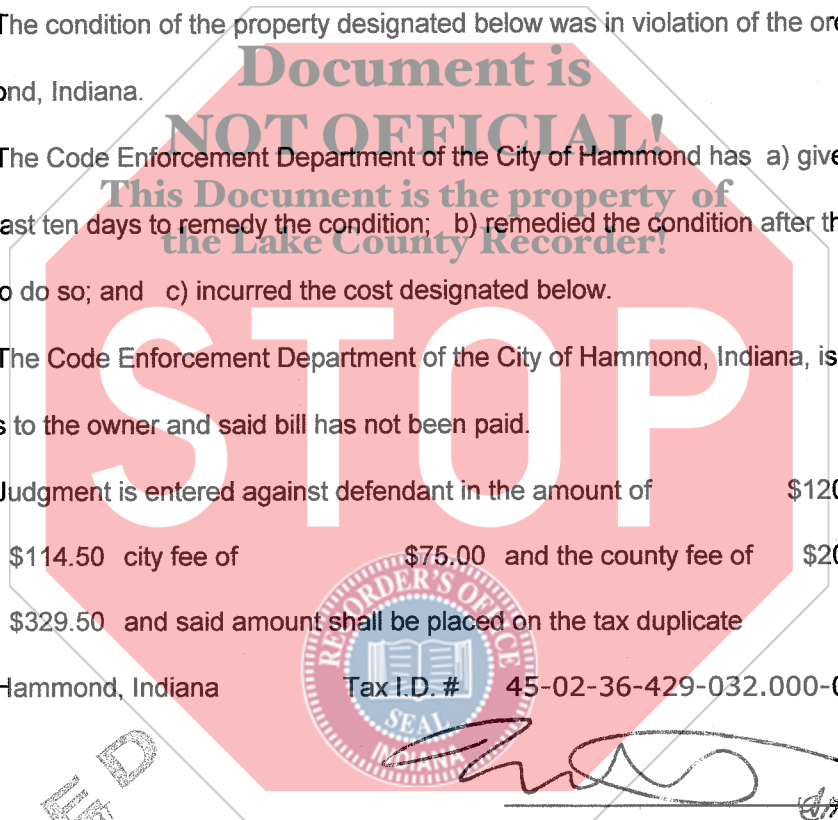 The condition of the property designated below was in violation of the ord
Document is
ond, Indiana.
NOT OFFICIAL!
The Code Enforcement Department of the City of Hammond has a) give
This Document is the property of
ast ten days to remedy the condition; b) remedied the condition after th
the Lake County Recorder!
o do so; and c) incurred the cost designated below.
The Code Enforcement Department of the City of Hammond, Indiana, is
s to the owner and said bill has not been paid.
STOP
Judgment is entered against defendant in the amount of $120
$114.50 city fee of $75.00 and the county fee of $20
$329.50 and said amount shall be placed on the tax duplicate
Hammond, Indiana Tax I.D. # 45-02-36-429-032.000-0
RECORDER'S OFFICE
SEAL
INDIANA
ED